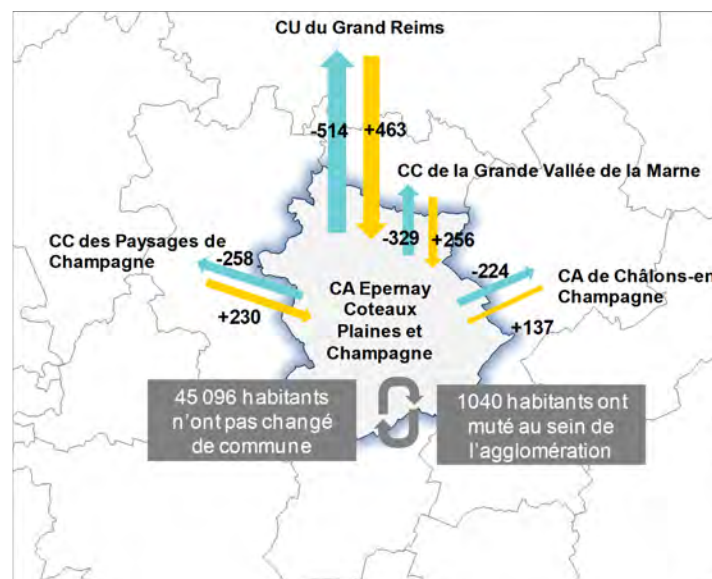 CU du Grand Reims
-514
+463
CC de la Grande Vallée de la Marne
-329
+256
CC des Paysages de
Champagne
-258
+230
-224
CA de Châlons-en
Champagne
+137
CA Epernay
Coteaux
Plaines et
Champagne
45 096 habitants
n'ont pas changé
de commune
1040 habitants ont
muté au sein de
l'agglomération